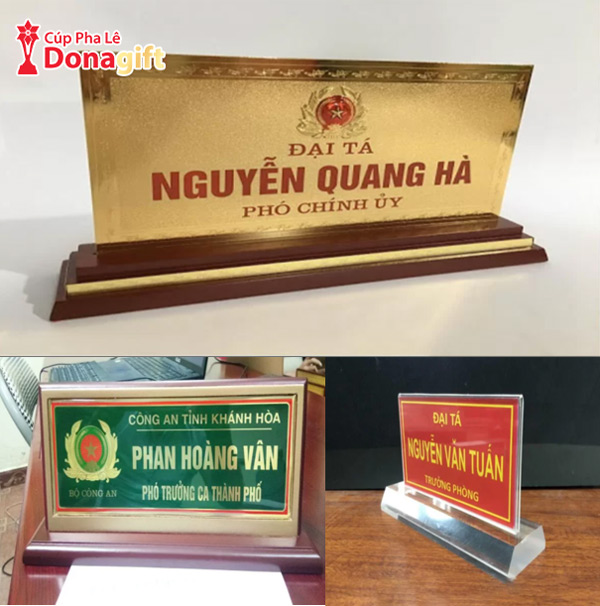 Cúp Pha Lê
Donagift
ĐẠI TÁ
NGUYỄN QUANG HÀ
PHÓ CHÍNH ỦY
CÔNG AN TỈNH KHÁNH HÒA
PHAN HOÀNG VÂN
BỘ CÔNG AN
PHÓ TRƯỞNG CA THÀNH PHỐ
ĐẠI TÁ
NGUYỄN VĂN TUẤN
TRƯỞNG PHÒNG